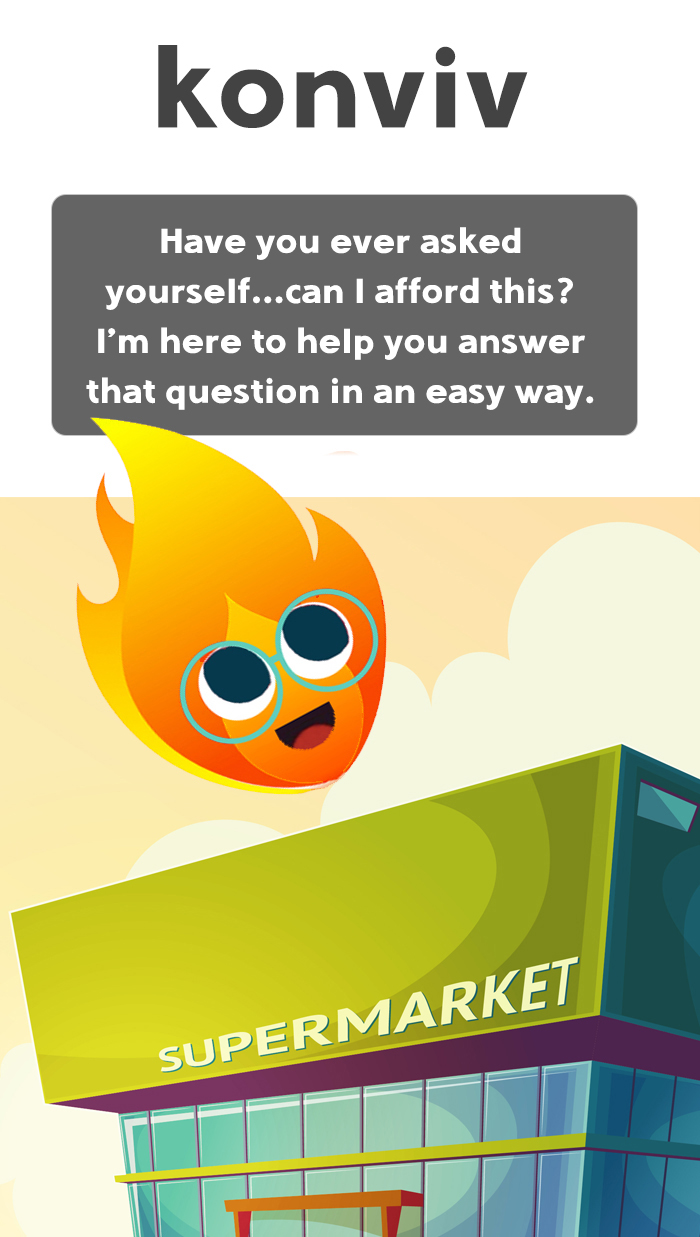 konviv
Have you ever asked
yourself...can I afford this?
I'm here to help you answer
that question in an easy way.
SUPERMARKET